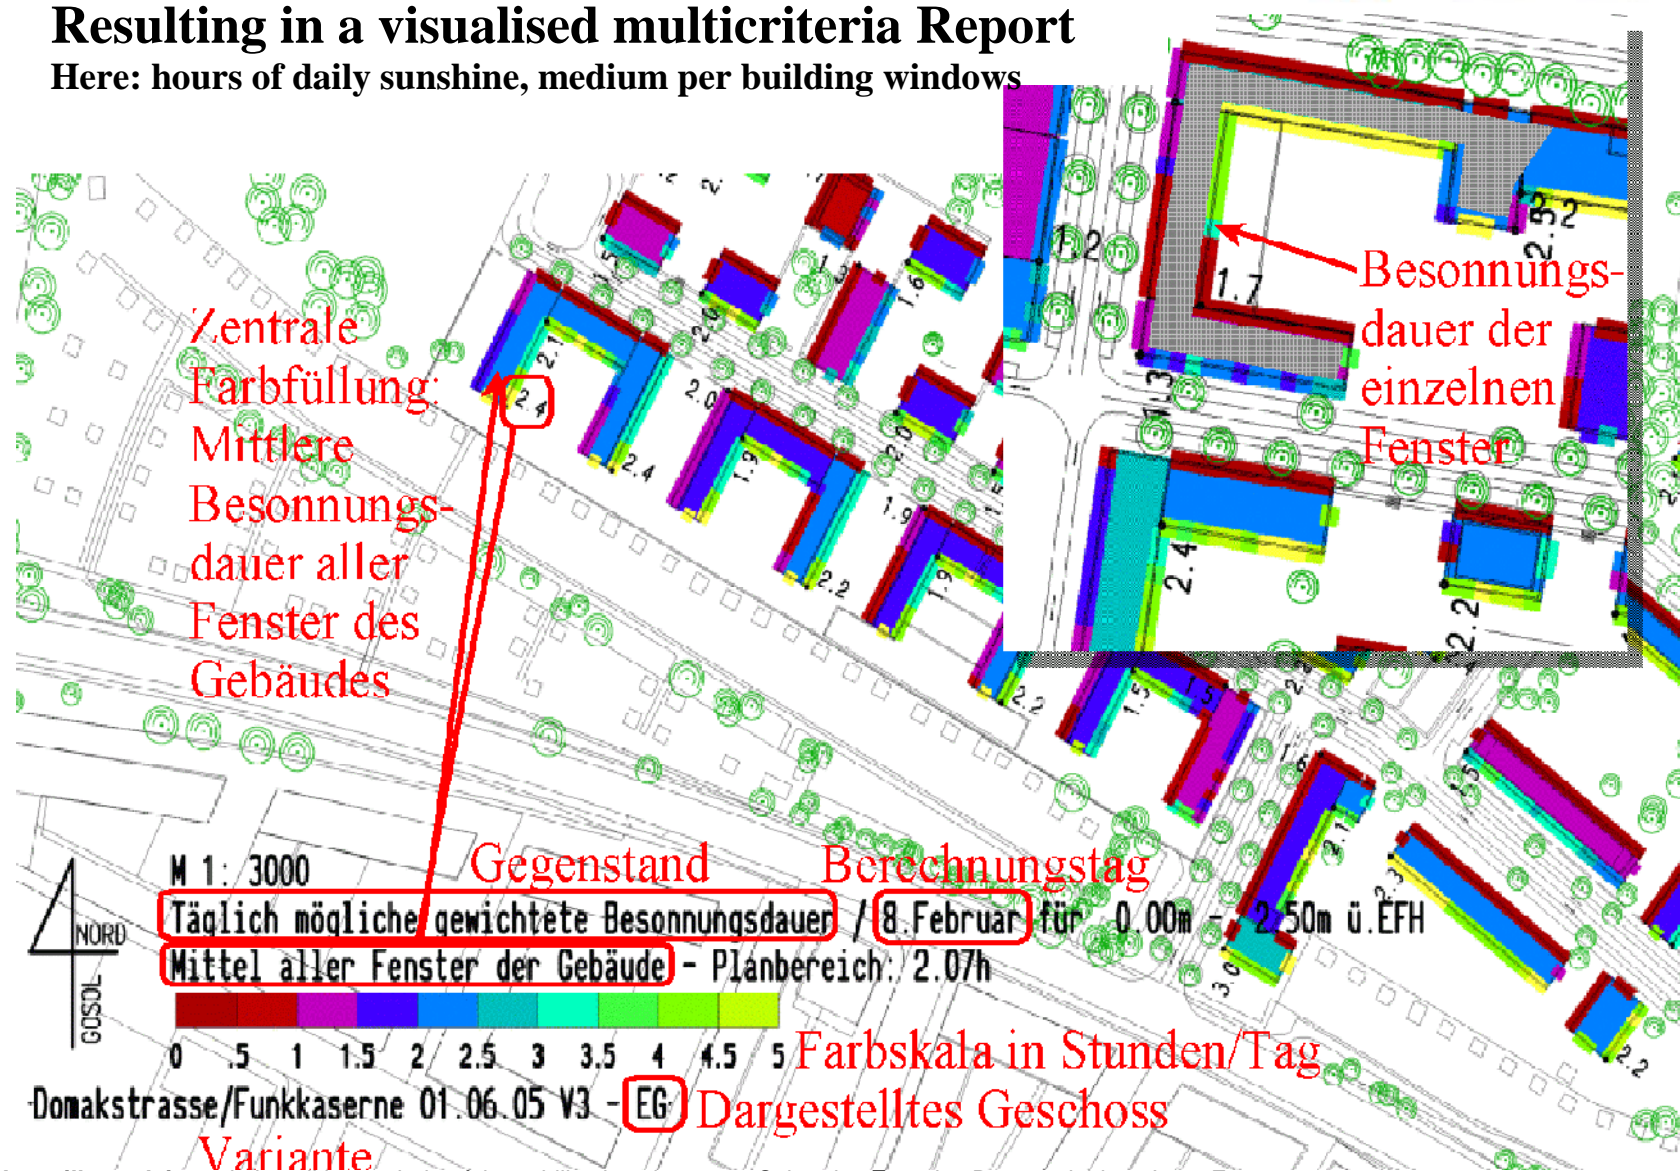 Resulting in a visualised multicriteria Report
Here: hours of daily sunshine, medium per building windows
Zentrale
Farbfüllung:
Mittlere
Besonnungs-
dauer aller
Fenster des
Gebäudes
Besonnungs-
dauer der
einzelnen
Fenster
1.2
1.7
1.3
2.4
2.2
1.6
2.0
2.1
2.4
2.4
2.0
1.9
2.0
2.2
1.9
1.9
2.2
1.5
1.5
1.6
2.1
1.5
2.3
3.0
2.2
Gegenstand
Berechnungstag
M 1: 3000
Täglich mögliche gewichtete Besonnungsdauer / 8.Februar für 0.00m - 2.50m ü.EFH
Mittel aller Fenster der Gebäude - Planbereich: 2.07h
NORD
GOSOL
0 .5 1 1.5 2 2.5 3 3.5 4 4.5 5
Farbskala in Stunden/Tag
Domakstrasse/Funkkaserne 01.06.05 V3 - EG
Dargestelltes Geschoss
Variante